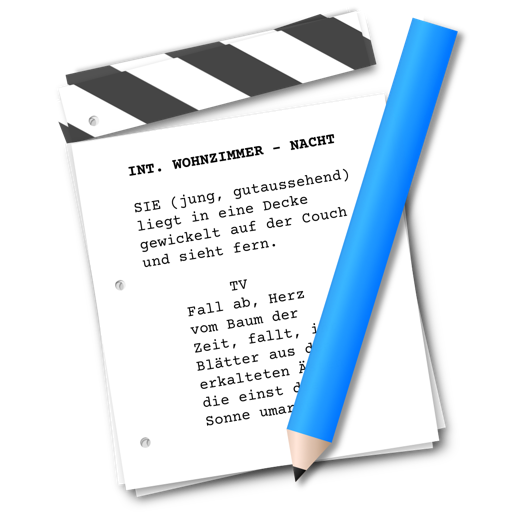 INT. WOHNZIMMER - NACHT
SIE (jung, gutaussehend)
liegt in eine Decke
gewickelt auf der Couch
und sieht fern.
TV
Fall ab, Herz
vom Baum der
Zeit, fallt,
Blätter aus
erkalteten
die einst
Sonne